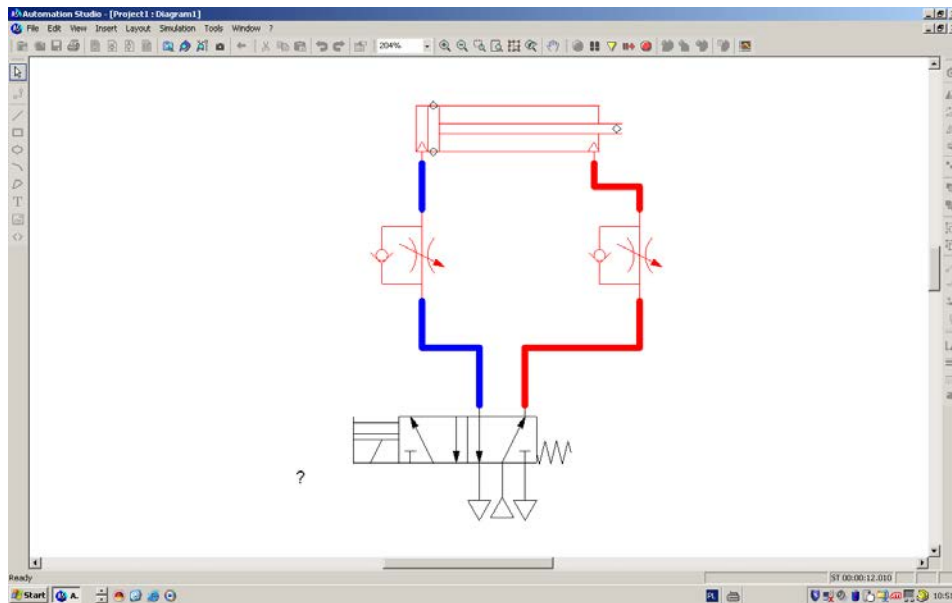 Automation Studio - [Project1 : Diagram1]
File Edit View Insert Layout Simulation Tools Window ?
204%
T
?
Ready
ST 00:00:12.010
Start
A.
PL